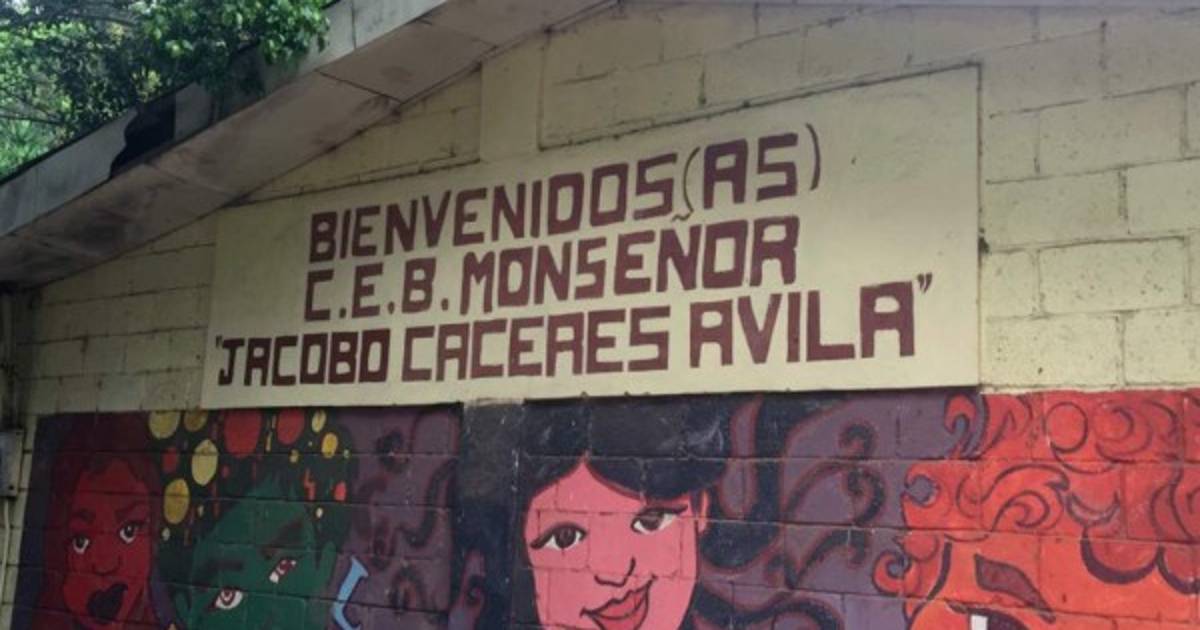 BIENVENIDOS(AS)
C.E.B. MONSEÑOR
"JACOBO CACERES AVILA"